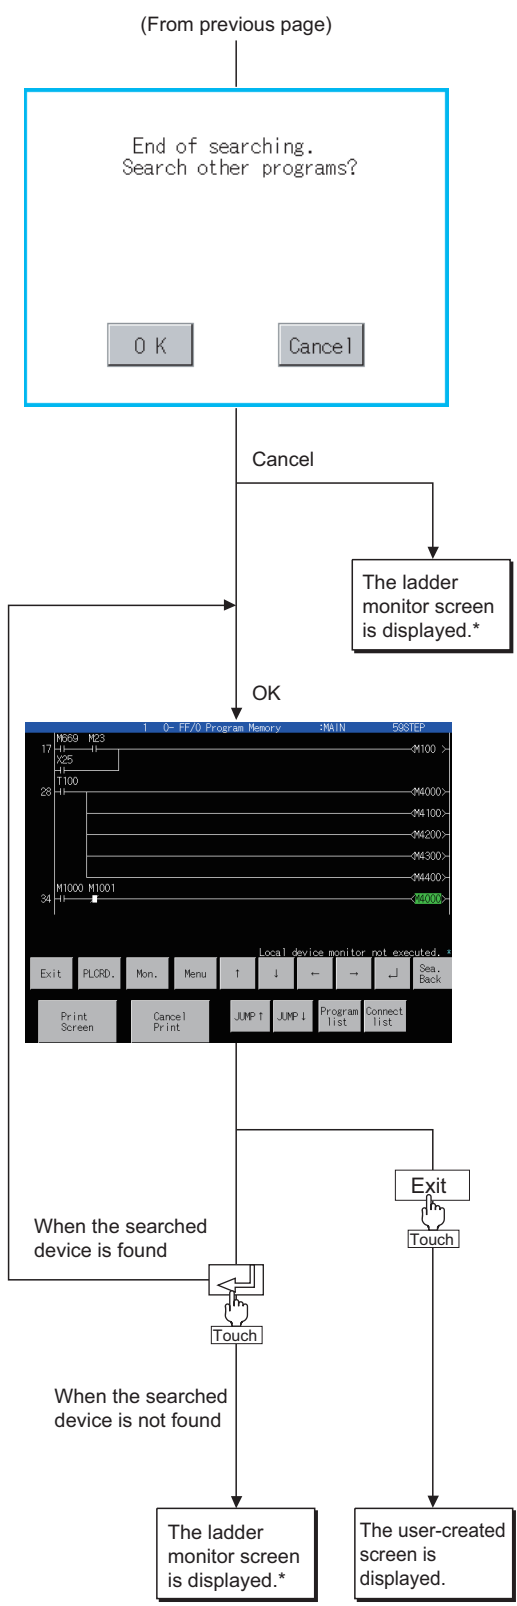 (From previous page)
End of searching.
Search other programs?
O K
Cancel
Cancel
The ladder
monitor screen
is displayed.*
OK
1 0- FF/0 Program Memory :MAIN 59STEP
M669 M23
17 M100
X25
T100
28 M4000
M4100
M4200
M4300
M4400
M1000 M1001
34 M4000
Local device monitor not executed. *
Exit PLCRD. Mon. Menu ↑ ↓ ← → ↵ Sea.
Back
Print
Screen
Cancel
Print
JUMP↑ JUMP↓
Program
list
Connect
list
Exit
Touch
When the searched
device is found
Touch
When the searched
device is not found
The ladder
monitor screen
is displayed.*
The user-created
screen is
displayed.